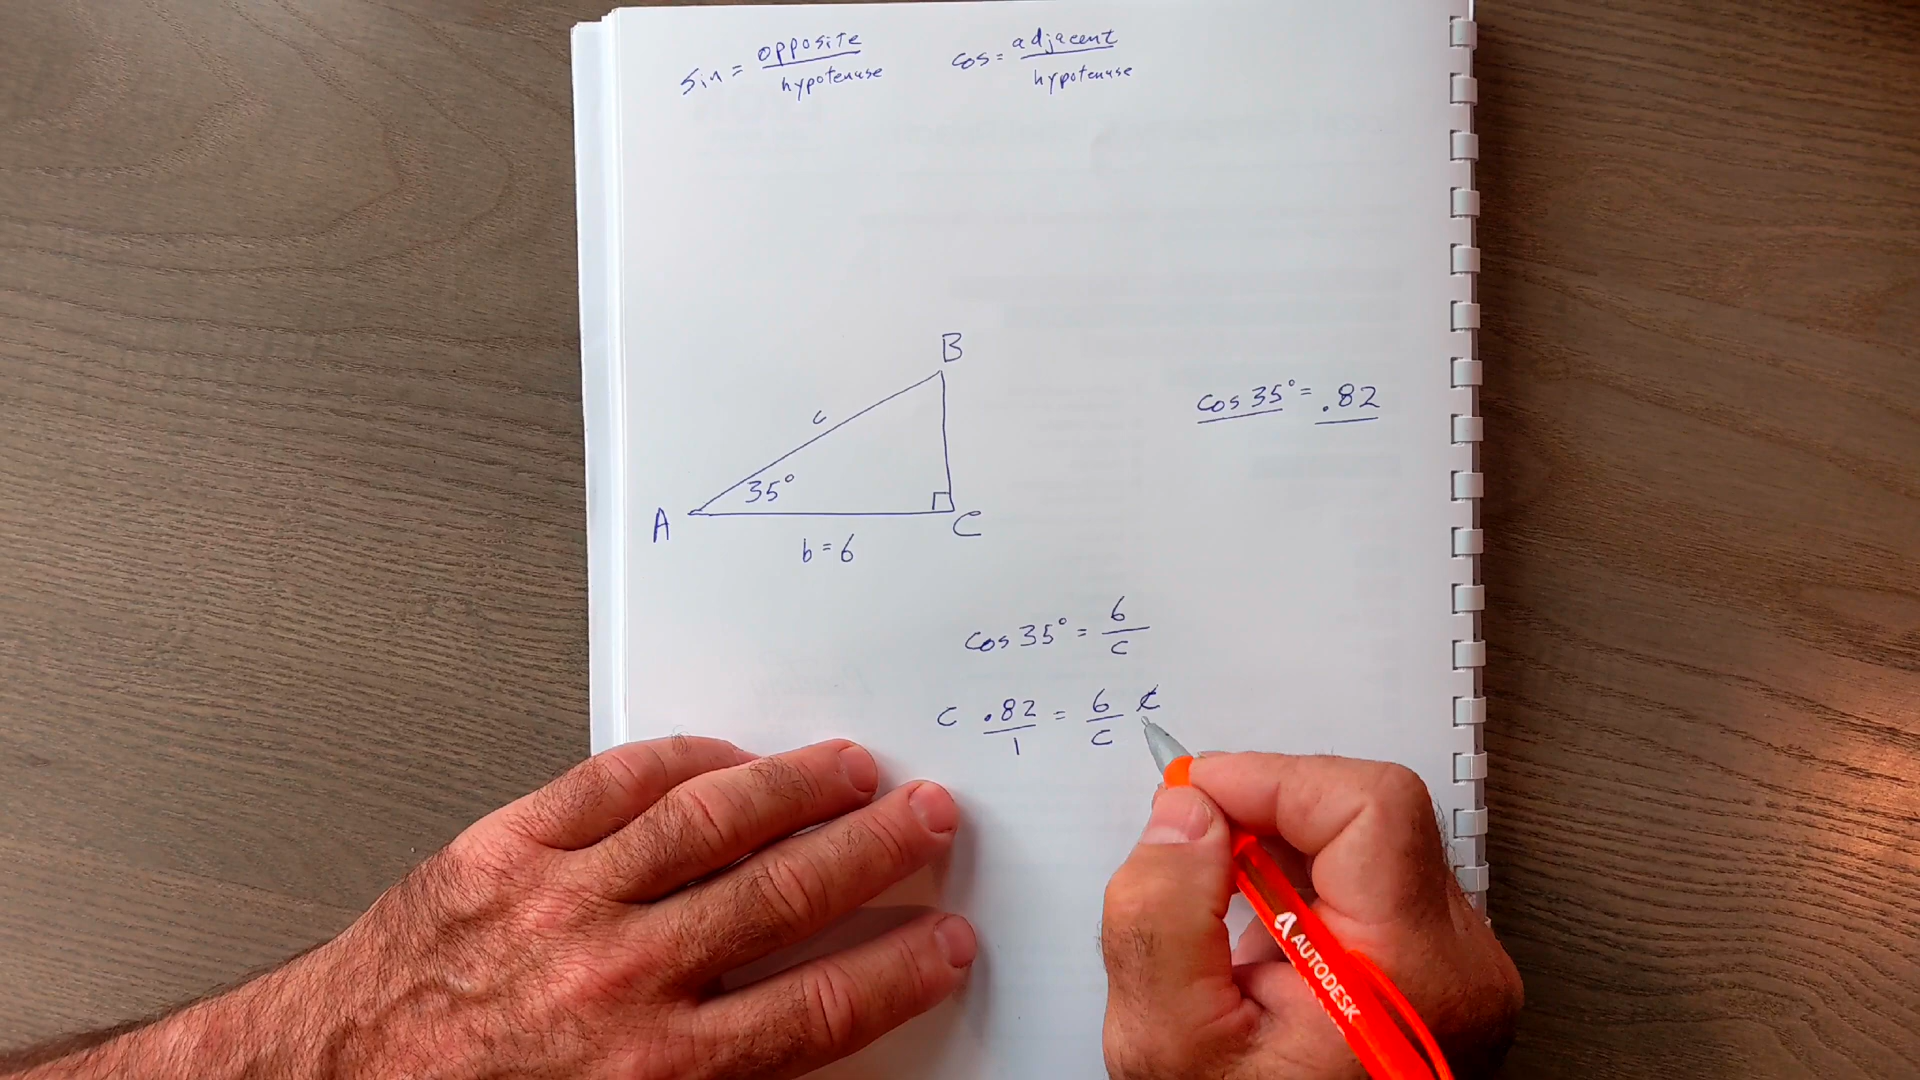 sin = opposite / hypotenuse cos = adjacent / hypotenuse
B
cos 35° = .82
c
35°
A C
b = 6
cos 35° = 6 / c
c .82 / 1 = 6 / c c
AUTODESK